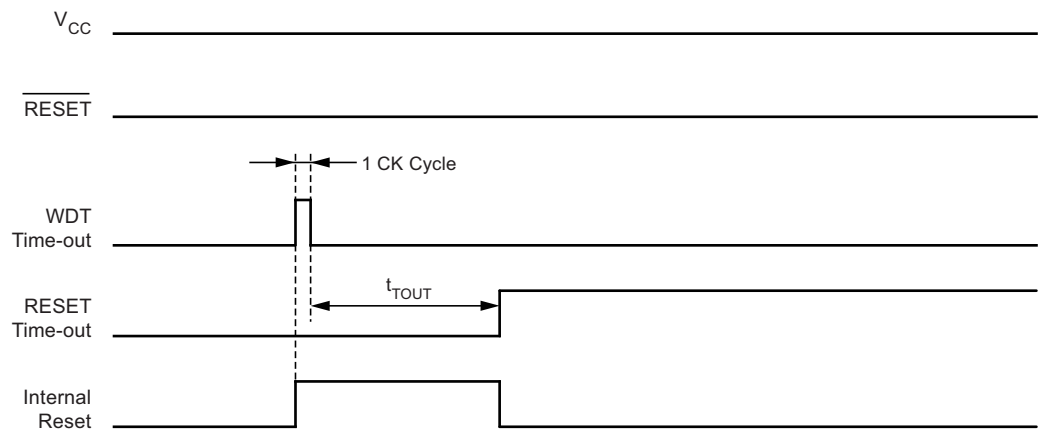 VCC
RESET
1 CK Cycle
WDT
Time-out
tTOUT
RESET
Time-out
Internal
Reset